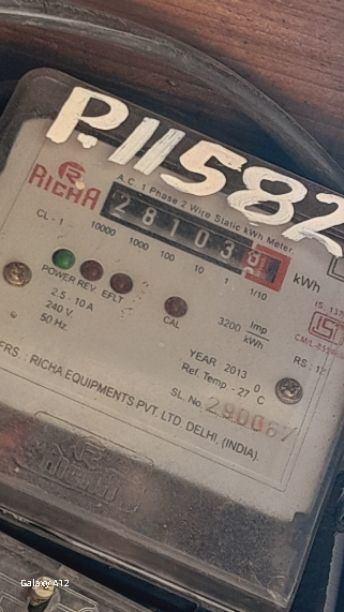 P.11582
RICHA
A.C. 1 Phase 2 Wire Static kWh Meter
28103
kWh
CL - 1
10000 1000 100 10 1 1/10
POWER REV. EFLT
CAL
2.5 - 10 A
240 V.
50 Hz.
3200 Imp/kWh
YEAR 2013
Ref. Temp - 27 °C
SL. No. 290067
FRS. : RICHA EQUIPMENTS PVT. LTD. DELHI, (INDIA).
Galaxy A12